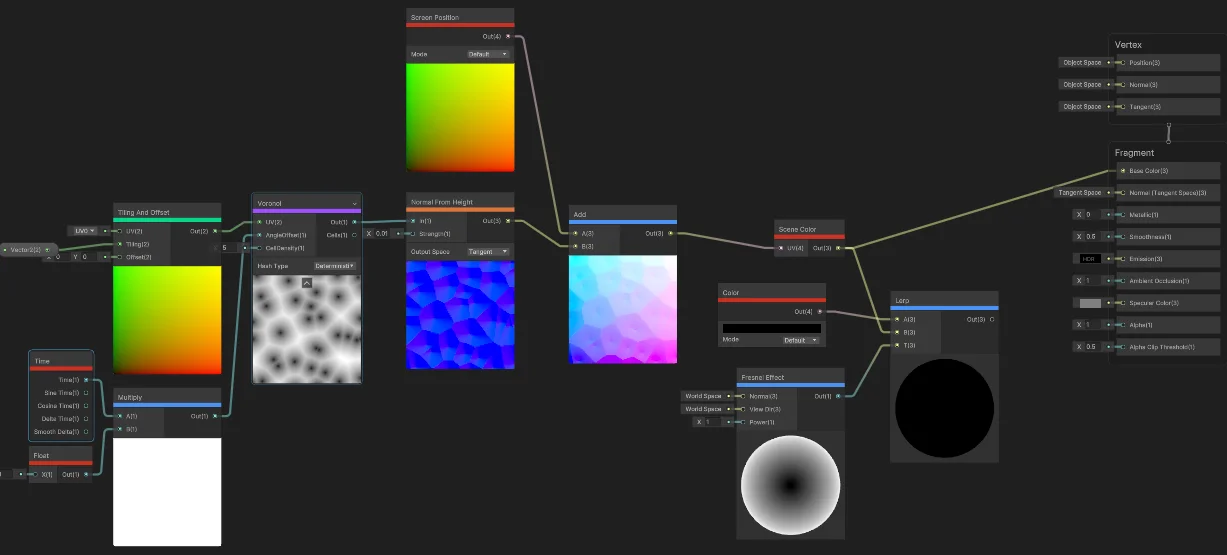 Screen Position
Out(4)
Mode
Default
Vertex
Object Space
Position(3)
Object Space
Normal(3)
Object Space
Tangent(3)
Fragment
Base Color(3)
Tangent Space
Normal (Tangent Space)(3)
X 0
Metallic(1)
X 0.5
Smoothness(1)
HDR
Emission(3)
X 1
Ambient Occlusion(1)
Specular Color(3)
X 1
Alpha(1)
X 0.5
Alpha Clip Threshold(1)
Tiling And Offset
UV0
UV(2)
Out(2)
Vector2(2)
Tiling(2)
X 0 Y 0
Offset(2)
Voronoi
UV(2)
Out(1)
AngleOffset(1)
Cells(1)
5
CellDensity(1)
Hash Type
Deterministi
Normal From Height
In(1)
Out(3)
X 0.01
Strength(1)
Output Space
Tangent
Add
A(3)
Out(3)
B(3)
Scene Color
UV(4)
Out(3)
Color
Out(4)
Mode
Default
Lerp
A(3)
Out(3)
B(3)
T(3)
Fresnel Effect
World Space
Normal(3)
Out(1)
World Space
View Dir(3)
X 1
Power(1)
Time
Time(1)
Sine Time(1)
Cosine Time(1)
Delta Time(1)
Smooth Delta(1)
Multiply
A(1)
Out(1)
B(1)
Float
X(1)
Out(1)